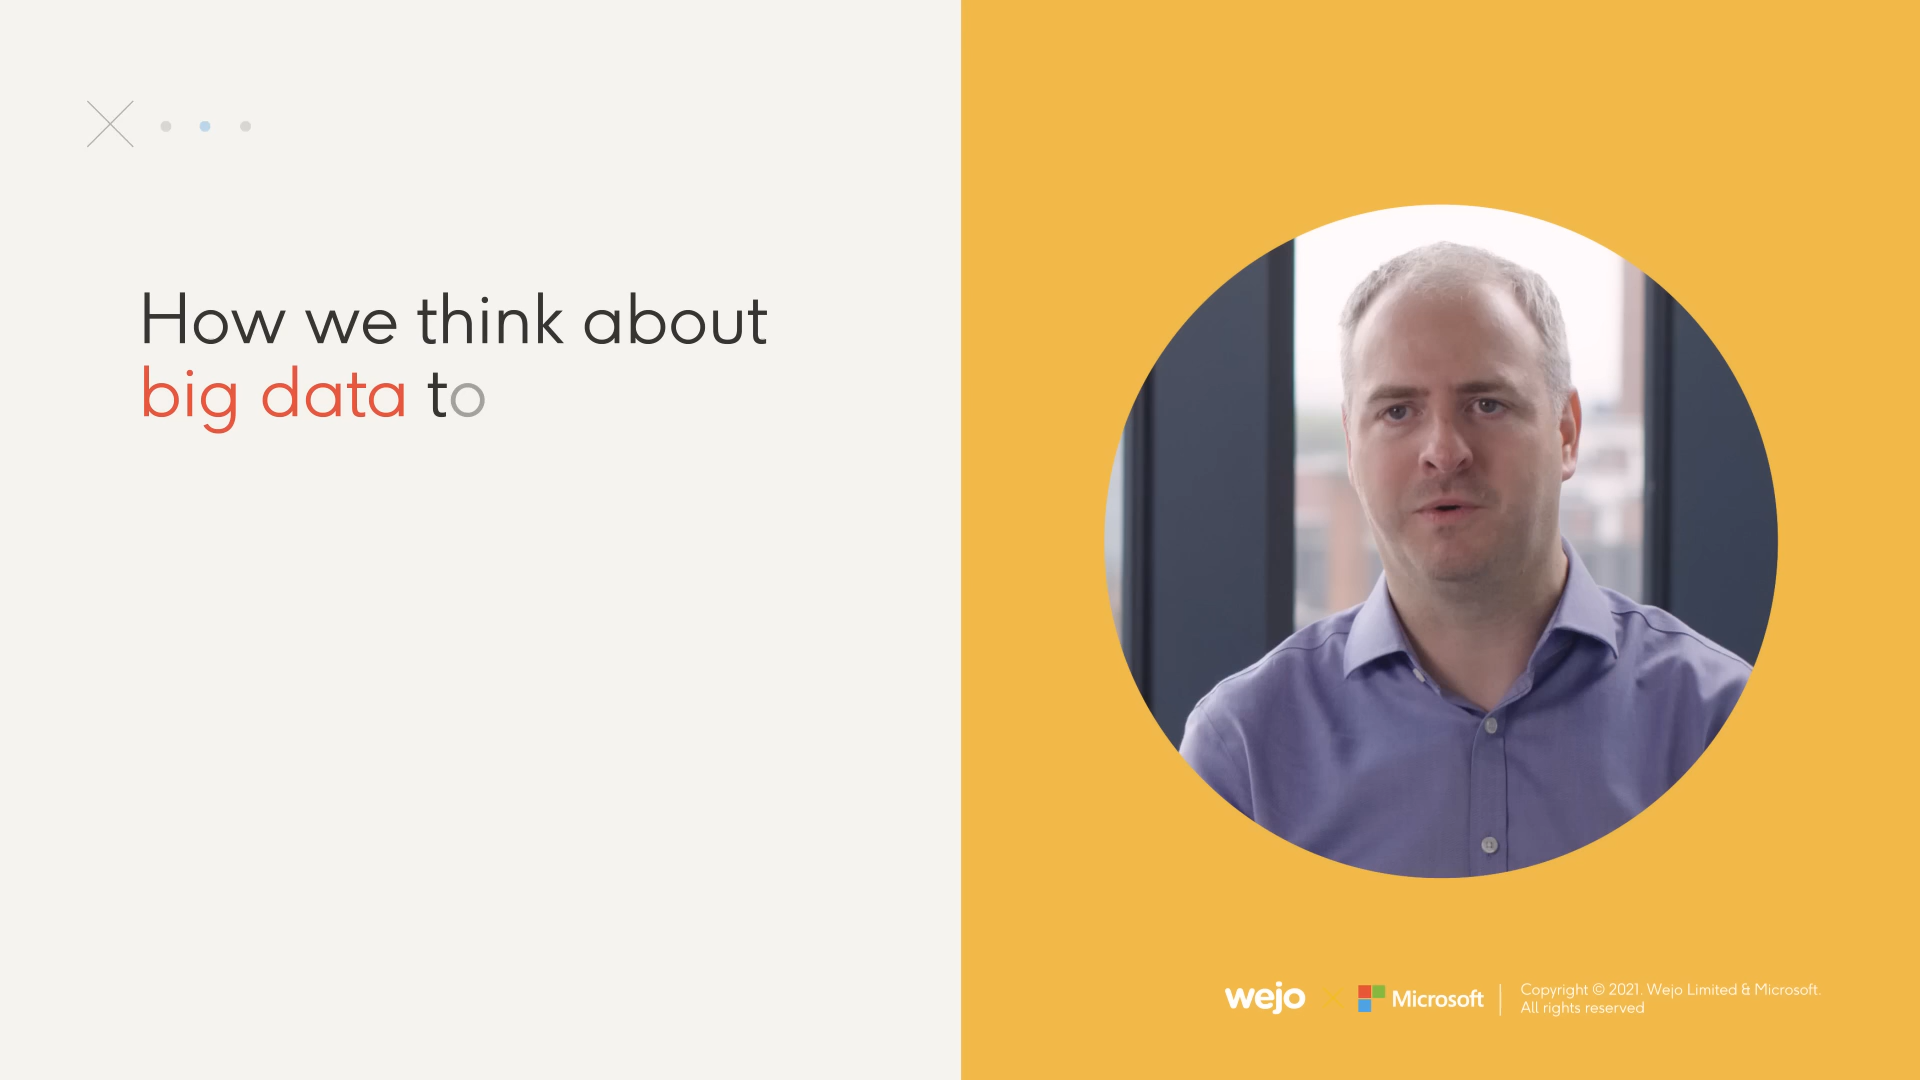 How we think about
big data to
wejo
Microsoft
Copyright © 2021. Wejo Limited & Microsoft.
All rights reserved